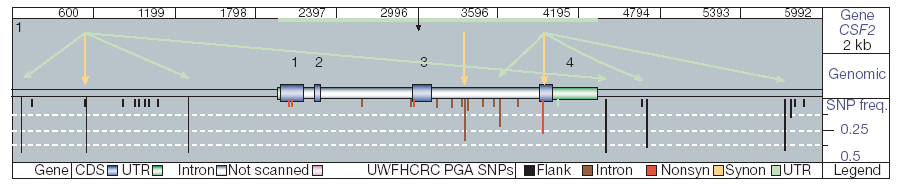 600 1199 1798 2397 2996 3596 4195 4794 5393 5992 Gene
CSF2
2 kb
1
1 2 3 4
Genomic
SNP freq.
0.25
0.5
Gene CDS UTR Intron Not scanned UWFHCRC PGA SNPs Flank Intron Nonsyn Synon UTR Legend